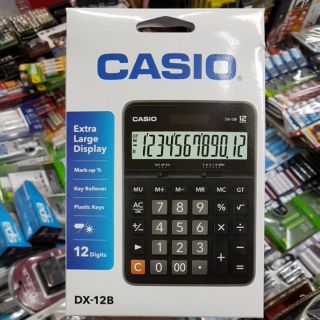 CASIO
Extra
Large
Display
Mark-up %
Key Rollover
Plastic Keys
12 Digits
CASIO
DX-12B 12
123456789012
MU M+ M− MR MC GT
AC 7 8 9 % √
▶ 4 5 6 × ÷
1 2 3 + −
C 0 00 · =
DX-12B